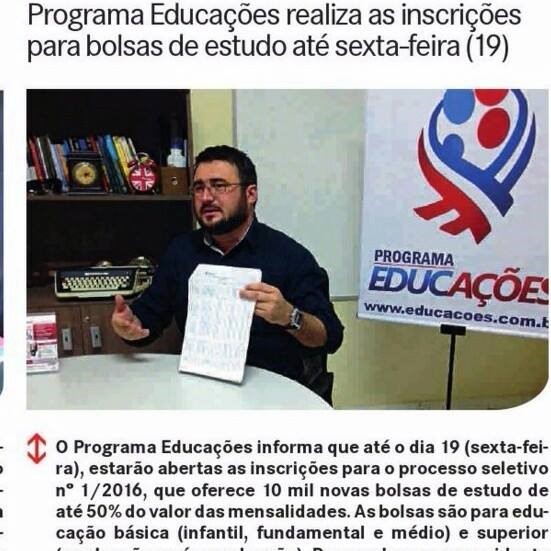 Programa Educações realiza as inscrições
para bolsas de estudo até sexta-feira (19)
PROGRAMA
EDUCAÇÕES
www.educacoes.com.b
O Programa Educações informa que até o dia 19 (sexta-fei-
ra), estarão abertas as inscrições para o processo seletivo
nº 1/2016, que oferece 10 mil novas bolsas de estudo de
até 50% do valor das mensalidades. As bolsas são para edu-
cação básica (infantil, fundamental e médio) e superior